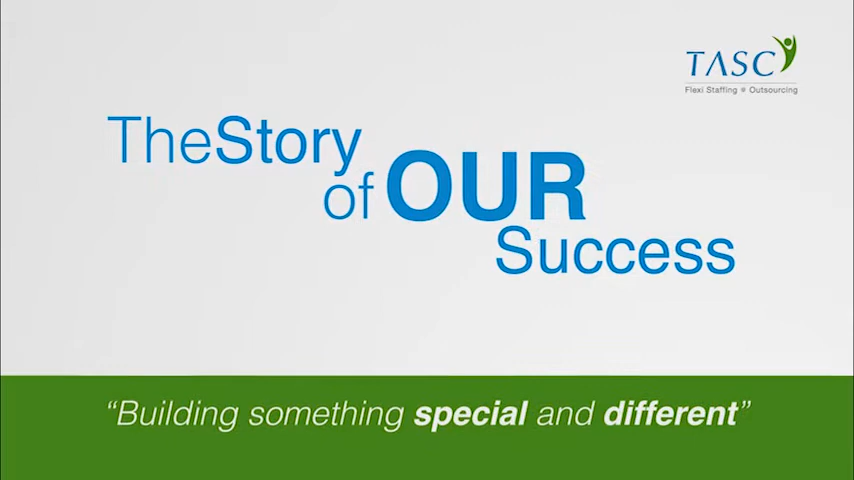 TASC
Flexi Staffing @ Outsourcing
TheStory
of OUR
Success
“Building something special and different”